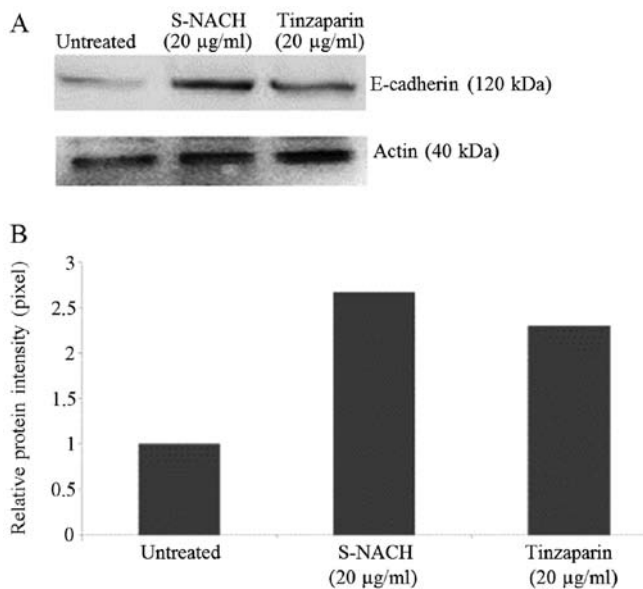 A
Untreated
S-NACH
(20 µg/ml)
Tinzaparin
(20 µg/ml)
E-cadherin (120 kDa)
Actin (40 kDa)
B
Relative protein intensity (pixel)
3
2.5
2
1.5
1
0.5
0
Untreated
S-NACH
(20 µg/ml)
Tinzaparin
(20 µg/ml)